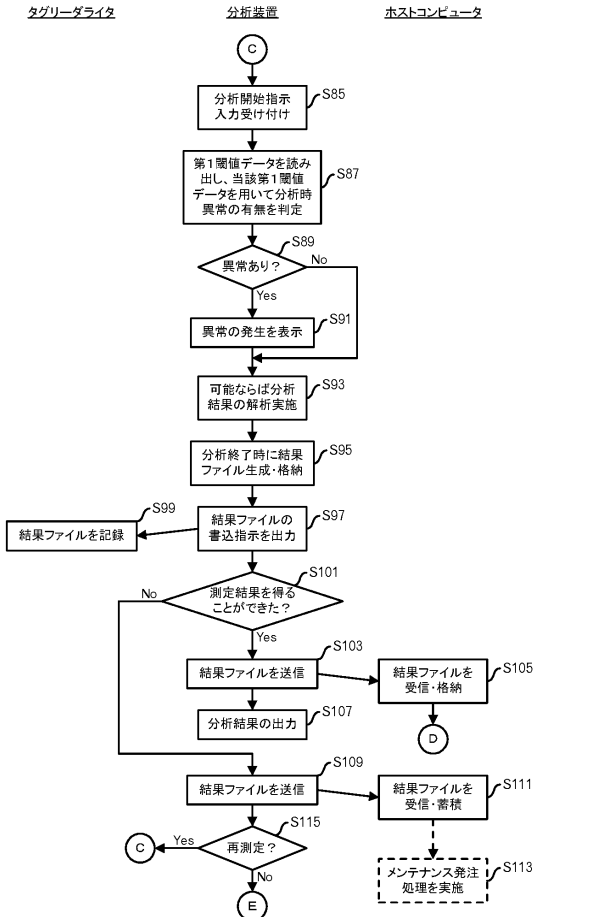 タグリーダライタ
分析装置
ホストコンピュータ
C
S85
分析開始指示
入力受け付け
S87
第1閾値データを読み
出し、当該第1閾値
データを用いて分析時
異常の有無を判定
S89
異常あり?
No
Yes
S91
異常の発生を表示
S93
可能ならば分析
結果の解析実施
S95
分析終了時に結果
ファイル生成・格納
S97
結果ファイルの
書込指示を出力
S99
結果ファイルを記録
S101
測定結果を得る
ことができた?
No
Yes
S103
結果ファイルを送信
S105
結果ファイルを
受信・格納
S107
分析結果の出力
D
S109
結果ファイルを送信
S111
結果ファイルを
受信・蓄積
S115
再測定?
Yes
C
No
E
S113
メンテナンス発注
処理を実施